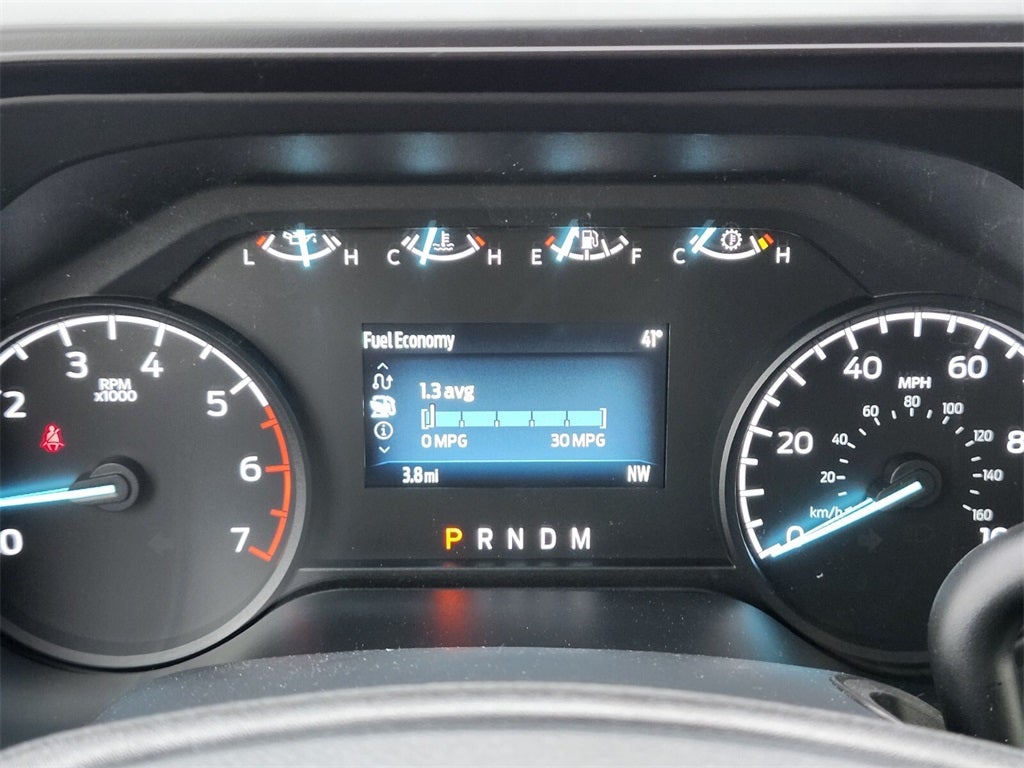 L H C H E F C H
Fuel Economy 41°
1.3 avg
0 MPG 30 MPG
3.8 mi NW
P R N D M
0 2 3 4 5 6 7
RPM
x1000
0 20 40 60 8
MPH
20 40 60 80 100 120 140 160
km/h